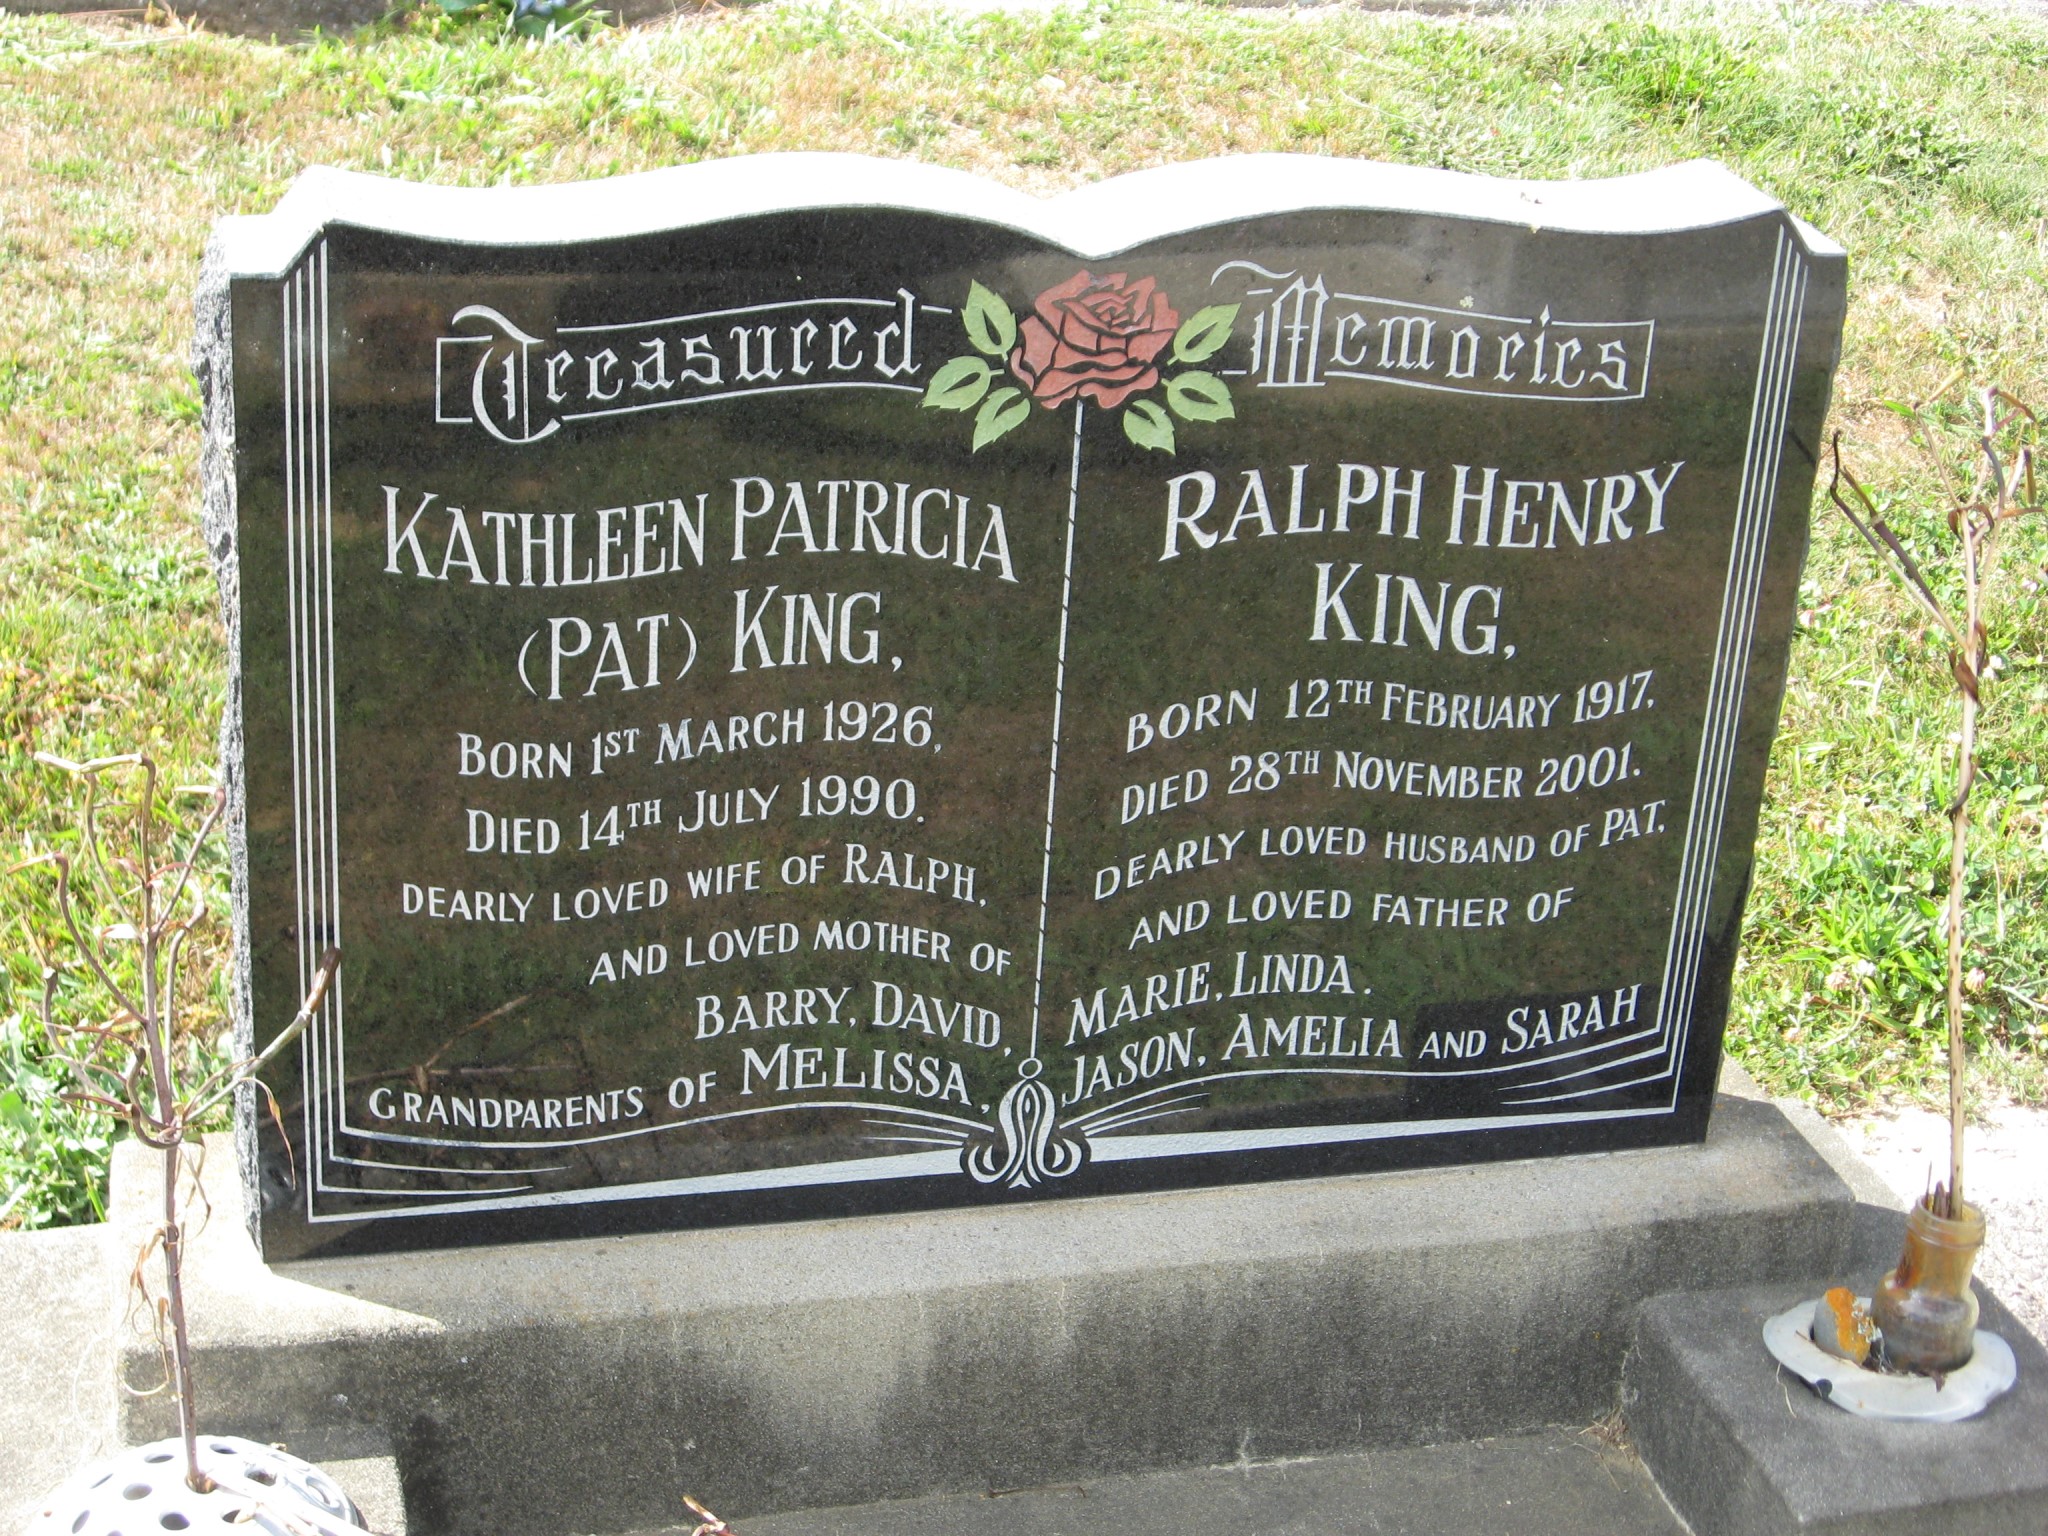 Treasured Memories
KATHLEEN PATRICIA
(PAT) KING,
BORN 1ST MARCH 1926,
DIED 14TH JULY 1990.
DEARLY LOVED WIFE OF RALPH,
AND LOVED MOTHER OF
BARRY, DAVID,
GRANDPARENTS OF MELISSA,
RALPH HENRY
KING,
BORN 12TH FEBRUARY 1917,
DIED 28TH NOVEMBER 2001.
DEARLY LOVED HUSBAND OF PAT,
AND LOVED FATHER OF
MARIE, LINDA.
JASON, AMELIA AND SARAH